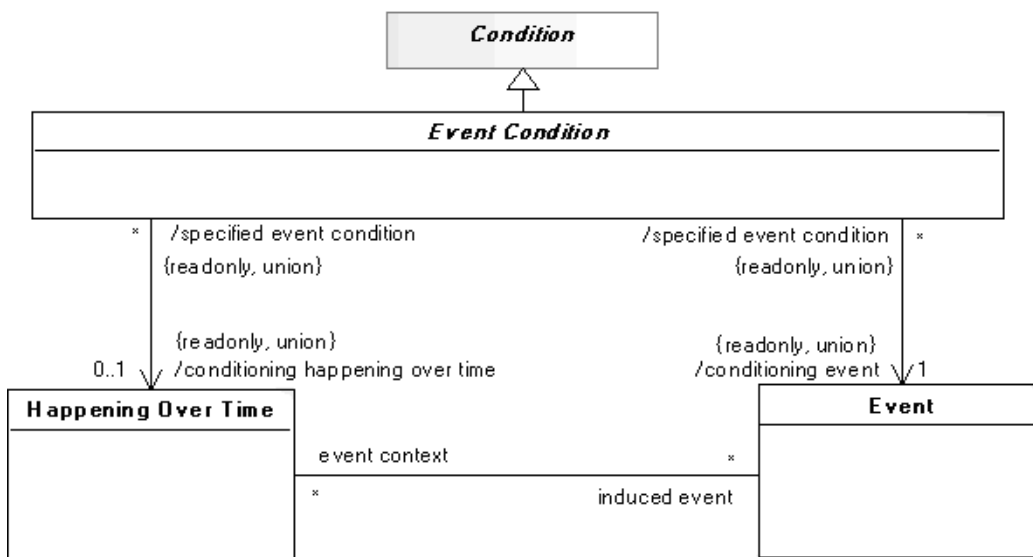 Condition
Event Condition
* /specified event condition
{readonly, union}
/specified event condition *
{readonly, union}
{readonly, union}
0..1 /conditioning happening over time
{readonly, union}
/conditioning event 1
Happening Over Time
Event
event context *
* induced event